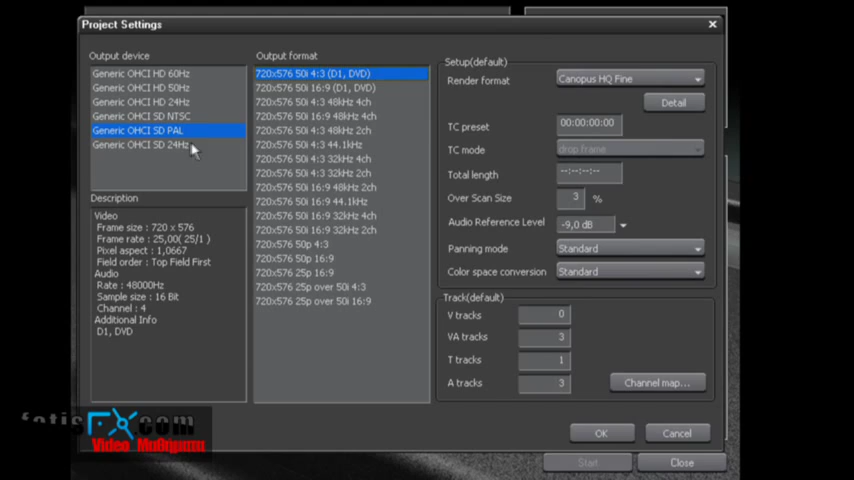 Project Settings
Output device
Generic OHCI HD 60Hz
Generic OHCI HD 50Hz
Generic OHCI HD 24Hz
Generic OHCI SD NTSC
Generic OHCI SD PAL
Generic OHCI SD 24Hz
Description
Video
Frame size : 720 x 576
Frame rate : 25,00( 25/1 )
Pixel aspect : 1,0667
Field order : Top Field First
Audio
Rate : 48000Hz
Sample size : 16 Bit
Channel : 4
Additional Info
D1, DVD
Output format
720x576 50i 4:3 (D1, DVD)
720x576 50i 16:9 (D1, DVD)
720x576 50i 4:3 48kHz 4ch
720x576 50i 16:9 48kHz 4ch
720x576 50i 4:3 48kHz 2ch
720x576 50i 4:3 44.1kHz
720x576 50i 4:3 32kHz 4ch
720x576 50i 4:3 32kHz 2ch
720x576 50i 16:9 48kHz 2ch
720x576 50i 16:9 44.1kHz
720x576 50i 16:9 32kHz 4ch
720x576 50i 16:9 32kHz 2ch
720x576 50p 4:3
720x576 50p 16:9
720x576 25p 16:9
720x576 25p over 50i 4:3
720x576 25p over 50i 16:9
Setup(default)
Render format Canopus HQ Fine
Detail
TC preset 00:00:00:00
TC mode drop frame
Total length --:--:--:--
Over Scan Size 3 %
Audio Reference Level -9,0 dB
Panning mode Standard
Color space conversion Standard
Track(default)
V tracks 0
VA tracks 3
T tracks 1
A tracks 3 Channel map...
OK Cancel
Start Close
fotisFX.com
Video Μαθήματα